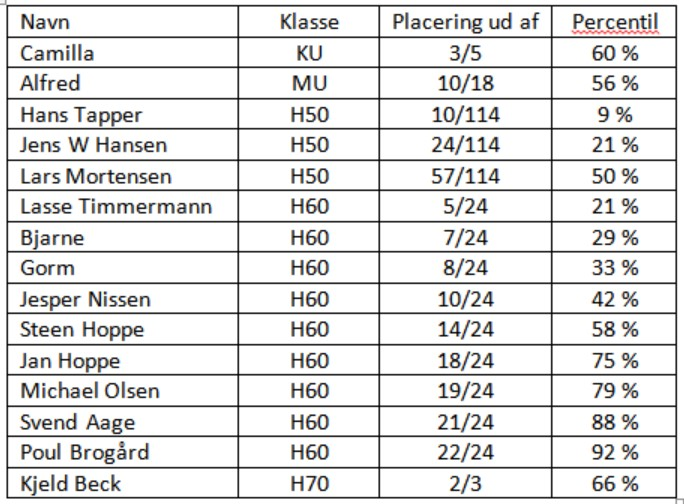 Navn Klasse Placering ud af Percentil
Camilla KU 3/5 60 %
Alfred MU 10/18 56 %
Hans Tapper H50 10/114 9 %
Jens W Hansen H50 24/114 21 %
Lars Mortensen H50 57/114 50 %
Lasse Timmermann H60 5/24 21 %
Bjarne H60 7/24 29 %
Gorm H60 8/24 33 %
Jesper Nissen H60 10/24 42 %
Steen Hoppe H60 14/24 58 %
Jan Hoppe H60 18/24 75 %
Michael Olsen H60 19/24 79 %
Svend Aage H60 21/24 88 %
Poul Brogård H60 22/24 92 %
Kjeld Beck H70 2/3 66 %